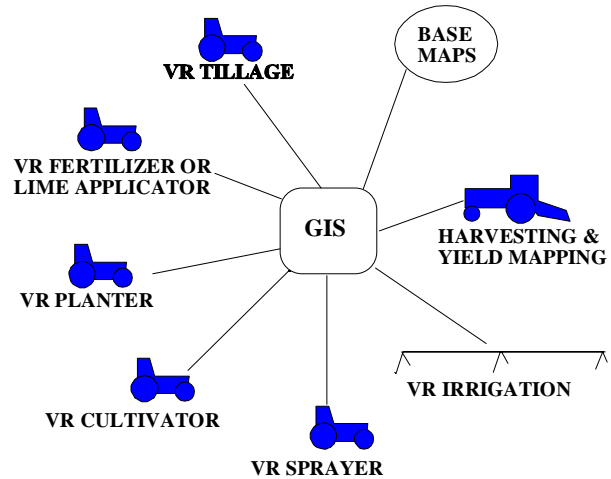 BASE
MAPS
VR TILLAGE
VR FERTILIZER OR
LIME APPLICATOR
GIS
HARVESTING &
YIELD MAPPING
VR PLANTER
VR IRRIGATION
VR CULTIVATOR
VR SPRAYER